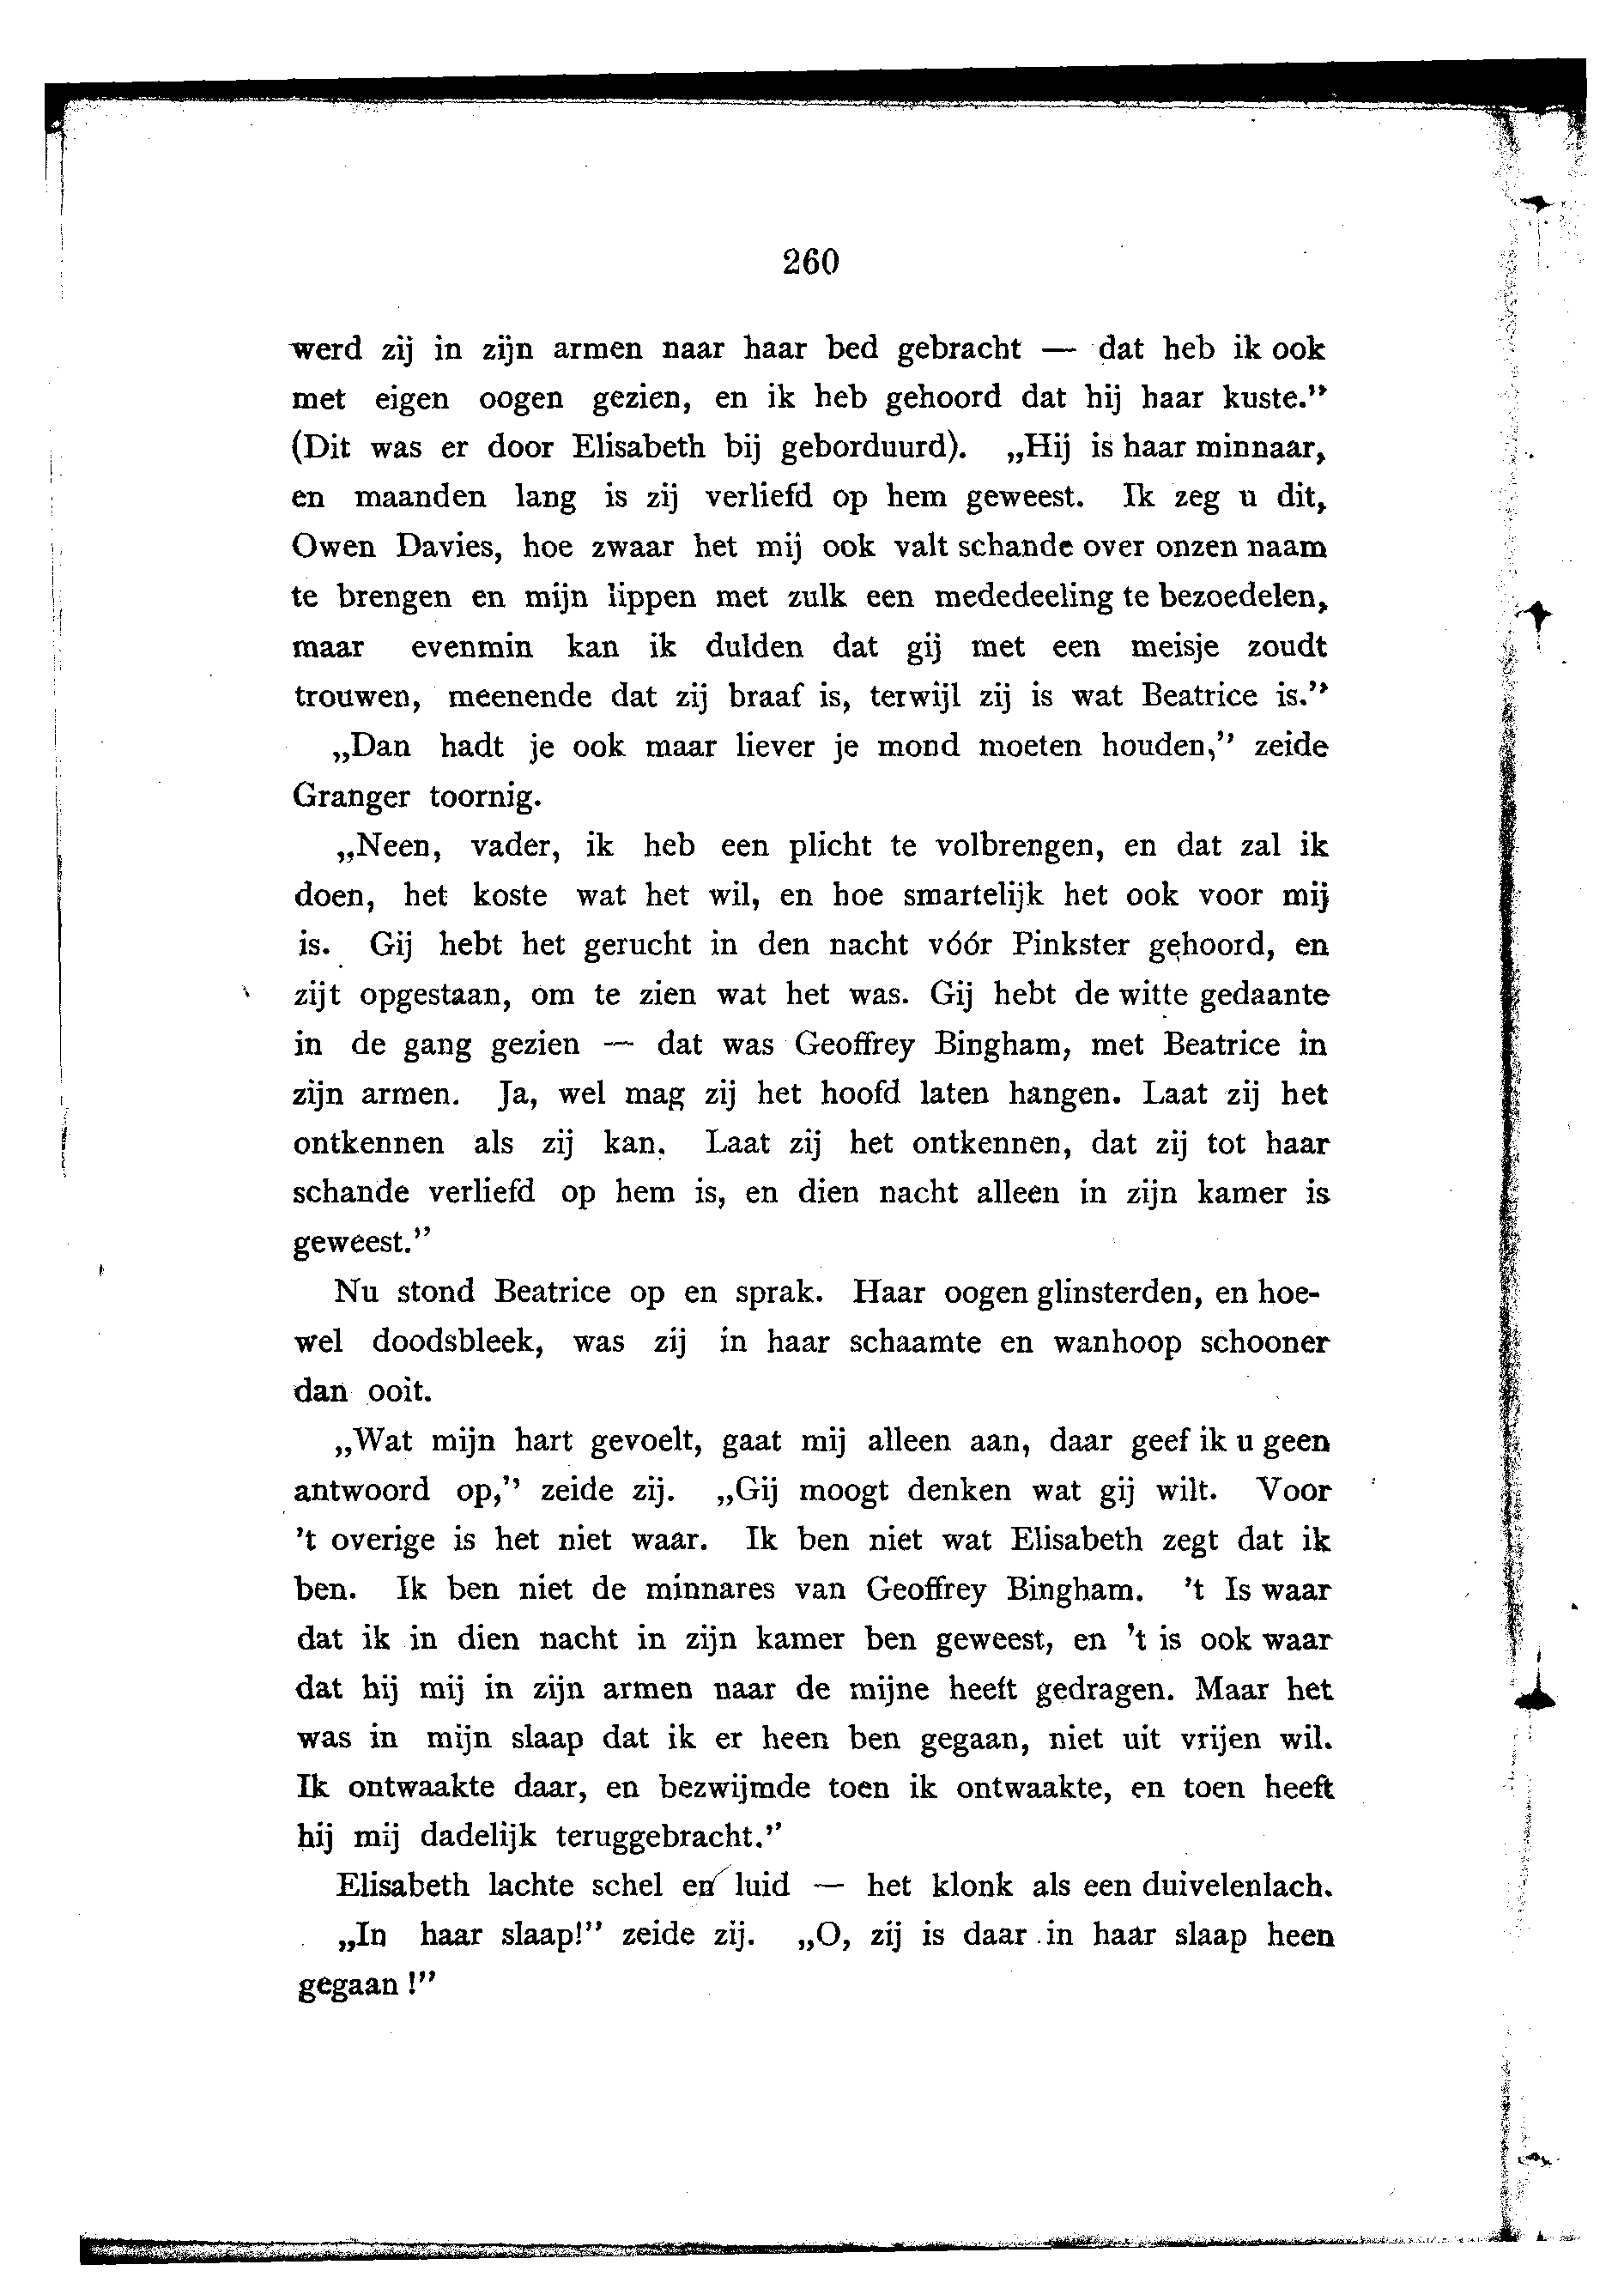 260
werd zij in zijn armen naar haar bed gebracht — dat heb ik ook
met eigen oogen gezien, en ik heb gehoord dat hij haar kuste.”
(Dit was er door Elisabeth bij geborduurd). „Hij is haar minnaar,
en maanden lang is zij verliefd op hem geweest. Ik zeg u dit,
Owen Davies, hoe zwaar het mij ook valt schande over onzen naam
te brengen en mijn lippen met zulk een mededeeling te bezoedelen,
maar evenmin kan ik dulden dat gij met een meisje zoudt
trouwen, meenende dat zij braaf is, terwijl zij is wat Beatrice is.”
„Dan hadt je ook maar liever je mond moeten houden,” zeide
Granger toornig.
„Neen, vader, ik heb een plicht te volbrengen, en dat zal ik
doen, het koste wat het wil, en hoe smartelijk het ook voor mij
is. Gij hebt het gerucht in den nacht vóór Pinkster gehoord, en
zijt opgestaan, om te zien wat het was. Gij hebt de witte gedaante
in de gang gezien — dat was Geoffrey Bingham, met Beatrice in
zijn armen. Ja, wel mag zij het hoofd laten hangen. Laat zij het
ontkennen als zij kan. Laat zij het ontkennen, dat zij tot haar
schande verliefd op hem is, en dien nacht alleen in zijn kamer is
geweest.”
Nu stond Beatrice op en sprak. Haar oogen glinsterden, en hoe-
wel doodsbleek, was zij in haar schaamte en wanhoop schooner
dan ooit.
„Wat mijn hart gevoelt, gaat mij alleen aan, daar geef ik u geen
antwoord op,” zeide zij. „Gij moogt denken wat gij wilt. Voor
’t overige is het niet waar. Ik ben niet wat Elisabeth zegt dat ik
ben. Ik ben niet de minnares van Geoffrey Bingham. ’t Is waar
dat ik in dien nacht in zijn kamer ben geweest, en ’t is ook waar
dat hij mij in zijn armen naar de mijne heeft gedragen. Maar het
was in mijn slaap dat ik er heen ben gegaan, niet uit vrijen wil.
Ik ontwaakte daar, en bezwijmde toen ik ontwaakte, en toen heeft
hij mij dadelijk teruggebracht.”
Elisabeth lachte schel en luid — het klonk als een duivelenlach.
„In haar slaap!” zeide zij. „O, zij is daar in haar slaap heen
gegaan!”